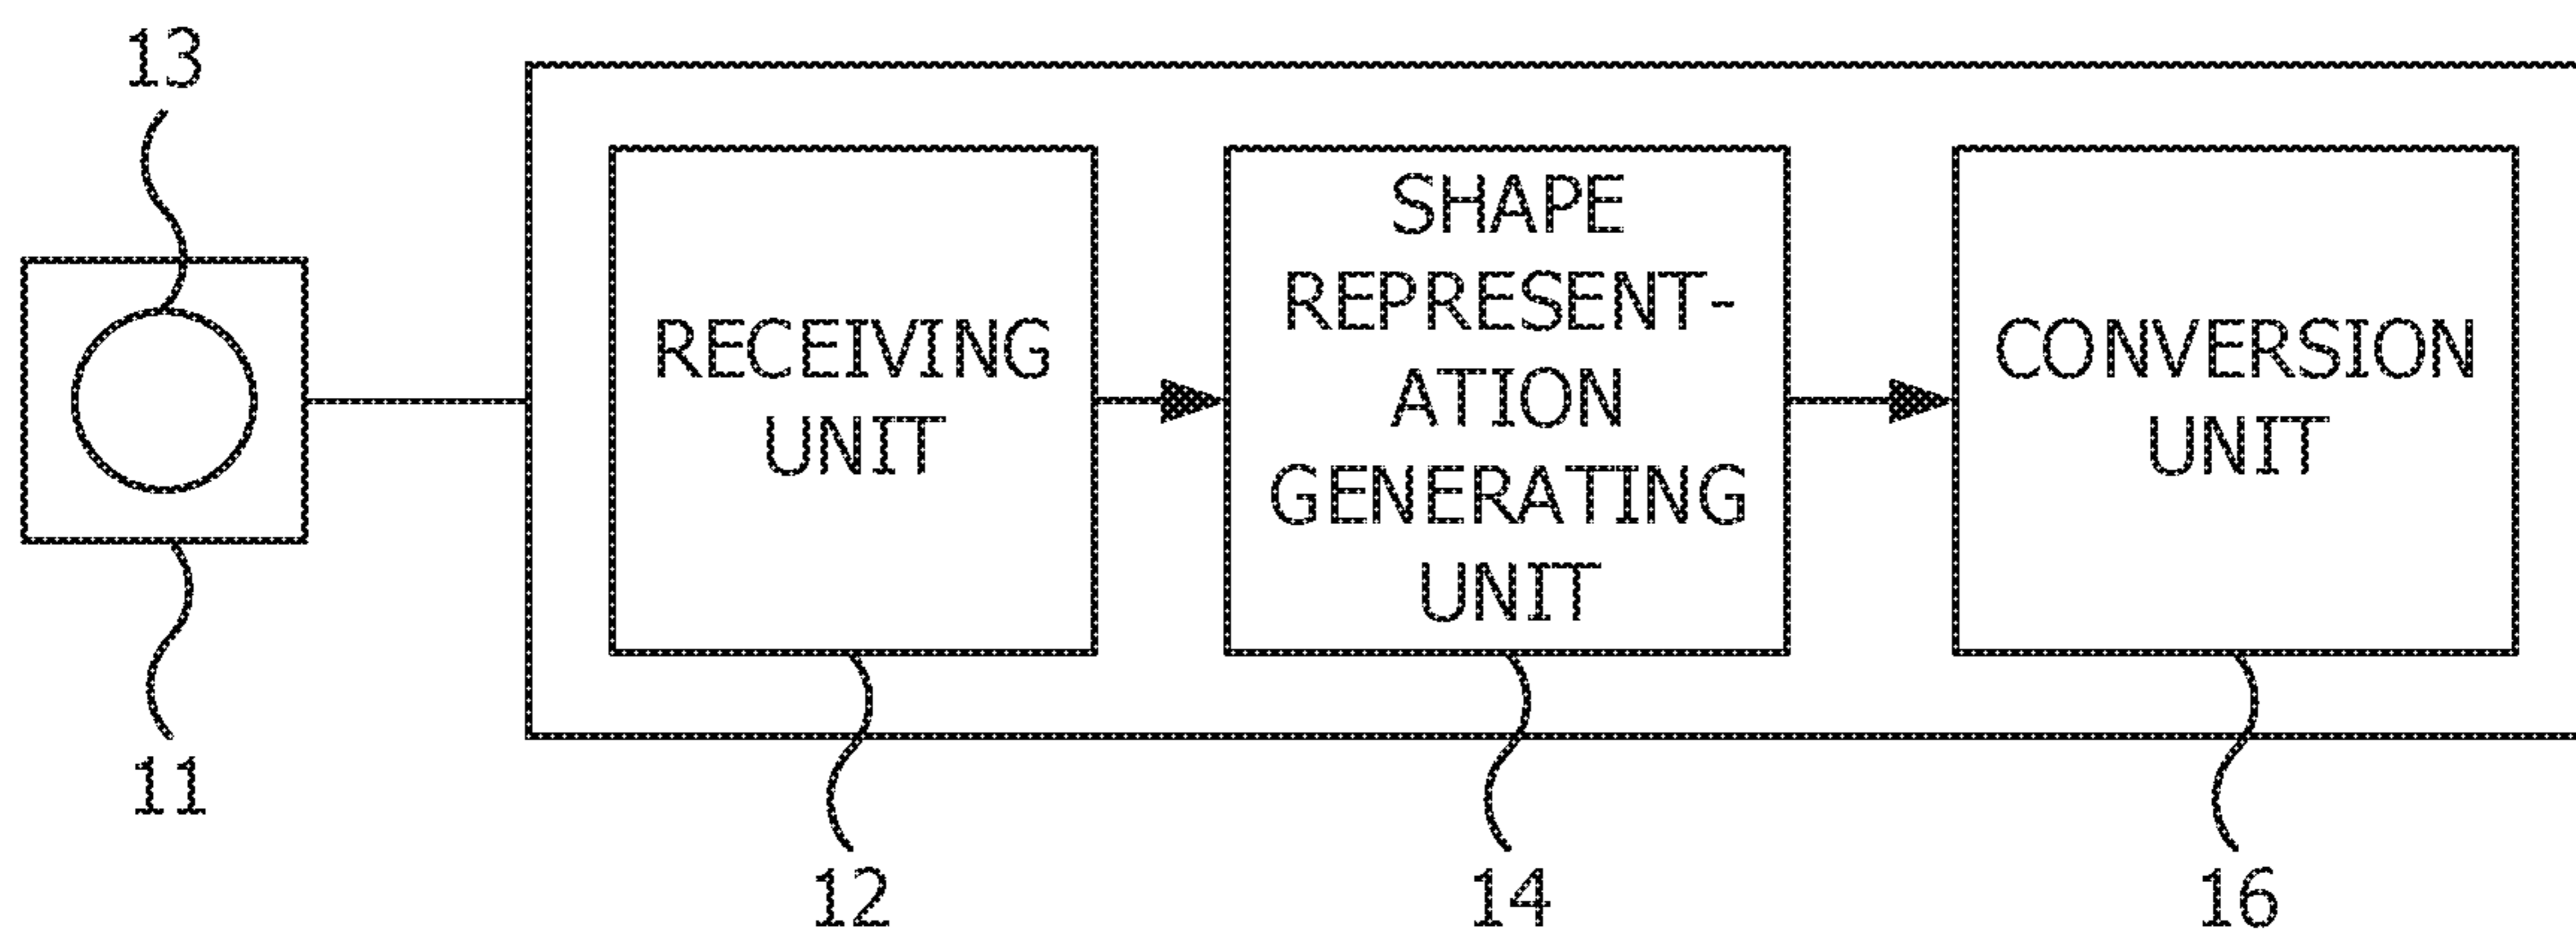 13
RECEIVING
UNIT
SHAPE
REPRESENT-
ATION
GENERATING
UNIT
CONVERSION
UNIT
11
12
14
16